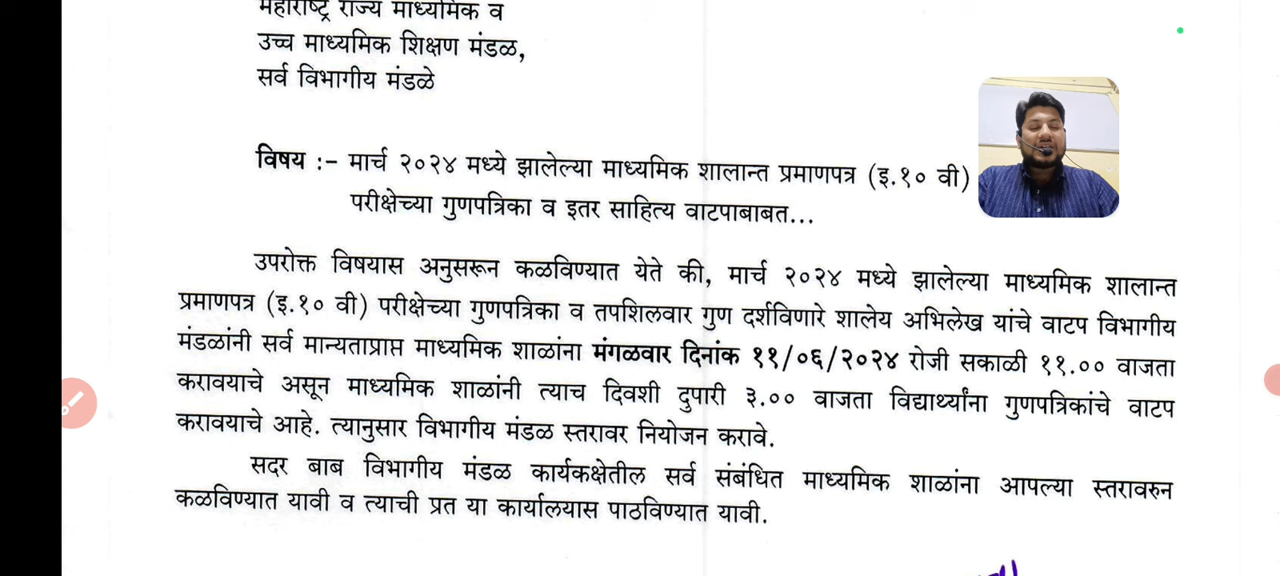 महाराष्ट्र राज्य माध्यमिक व
उच्च माध्यमिक शिक्षण मंडळ,
सर्व विभागीय मंडळे
विषय :- मार्च २०२४ मध्ये झालेल्या माध्यमिक शालान्त प्रमाणपत्र (इ.१० वी)
परीक्षेच्या गुणपत्रिका व इतर साहित्य वाटपाबाबत...
उपरोक्त विषयास अनुसरून कळविण्यात येते की, मार्च २०२४ मध्ये झालेल्या माध्यमिक शालान्त
प्रमाणपत्र (इ.१० वी) परीक्षेच्या गुणपत्रिका व तपशिलवार गुण दर्शविणारे शालेय अभिलेख यांचे वाटप विभागीय
मंडळांनी सर्व मान्यताप्राप्त माध्यमिक शाळांना मंगळवार दिनांक ११/०६/२०२४ रोजी सकाळी ११.०० वाजता
करावयाचे असून माध्यमिक शाळांनी त्याच दिवशी दुपारी ३.०० वाजता विद्यार्थ्यांना गुणपत्रिकांचे वाटप
करावयाचे आहे. त्यानुसार विभागीय मंडळ स्तरावर नियोजन करावे.
सदर बाब विभागीय मंडळ कार्यकक्षेतील सर्व संबंधित माध्यमिक शाळांना आपल्या स्तरावरुन
कळविण्यात यावी व त्याची प्रत या कार्यालयास पाठविण्यात यावी.